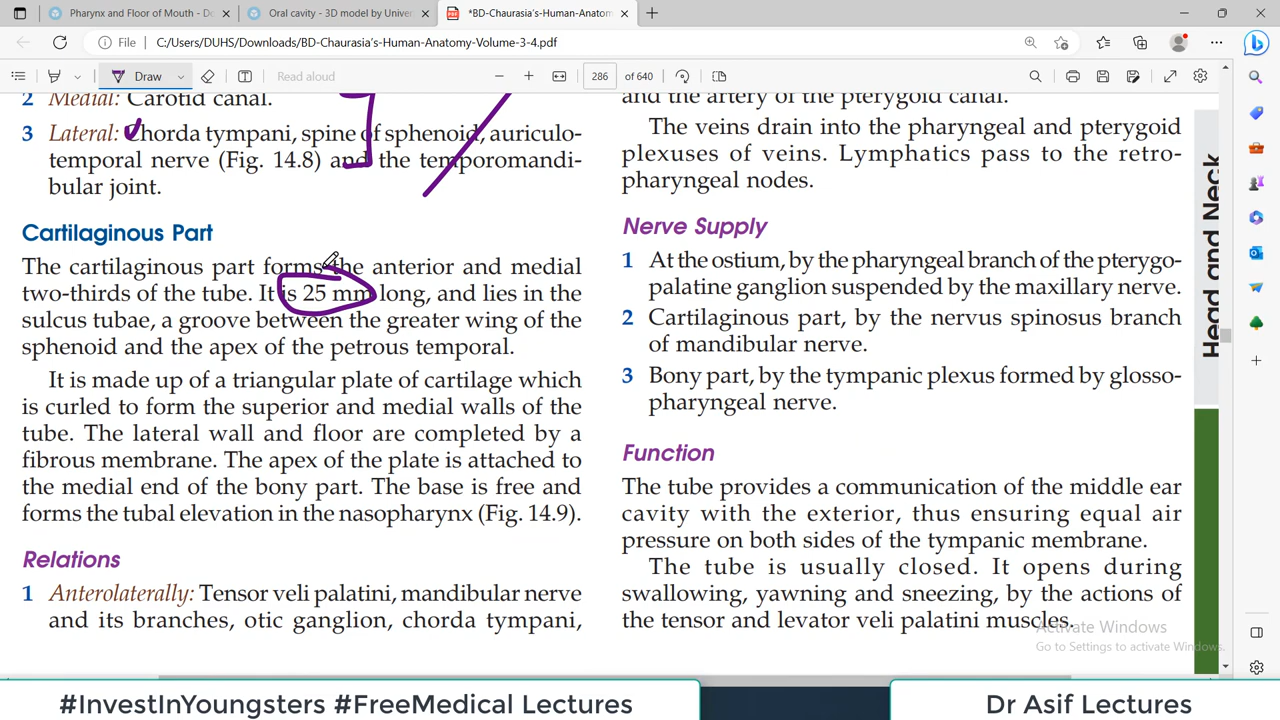 Pharynx and Floor of Mouth - De
Oral cavity - 3D model by Univer
*BD-Chaurasia's-Human-Anatom
File
C:/Users/DUHS/Downloads/BD-Chaurasia's-Human-Anatomy-Volume-3-4.pdf
Draw
Read aloud
286 of 640
2 Medial: Carotid canal.
3 Lateral: Chorda tympani, spine of sphenoid, auriculo-
temporal nerve (Fig. 14.8) and the temporomandi-
bular joint.
Cartilaginous Part
The cartilaginous part forms the anterior and medial
two-thirds of the tube. It is 25 mm long, and lies in the
sulcus tubae, a groove between the greater wing of the
sphenoid and the apex of the petrous temporal.
It is made up of a triangular plate of cartilage which
is curled to form the superior and medial walls of the
tube. The lateral wall and floor are completed by a
fibrous membrane. The apex of the plate is attached to
the medial end of the bony part. The base is free and
forms the tubal elevation in the nasopharynx (Fig. 14.9).
Relations
1 Anterolaterally: Tensor veli palatini, mandibular nerve
and its branches, otic ganglion, chorda tympani,
and the artery of the pterygoid canal.
The veins drain into the pharyngeal and pterygoid
plexuses of veins. Lymphatics pass to the retro-
pharyngeal nodes.
Nerve Supply
1 At the ostium, by the pharyngeal branch of the pterygo-
palatine ganglion suspended by the maxillary nerve.
2 Cartilaginous part, by the nervus spinosus branch
of mandibular nerve.
3 Bony part, by the tympanic plexus formed by glosso-
pharyngeal nerve.
Function
The tube provides a communication of the middle ear
cavity with the exterior, thus ensuring equal air
pressure on both sides of the tympanic membrane.
The tube is usually closed. It opens during
swallowing, yawning and sneezing, by the actions of
the tensor and levator veli palatini muscles.
Head and Neck
Activate Windows
Go to Settings to activate Windows.
#InvestInYoungsters #FreeMedical Lectures
Dr Asif Lectures